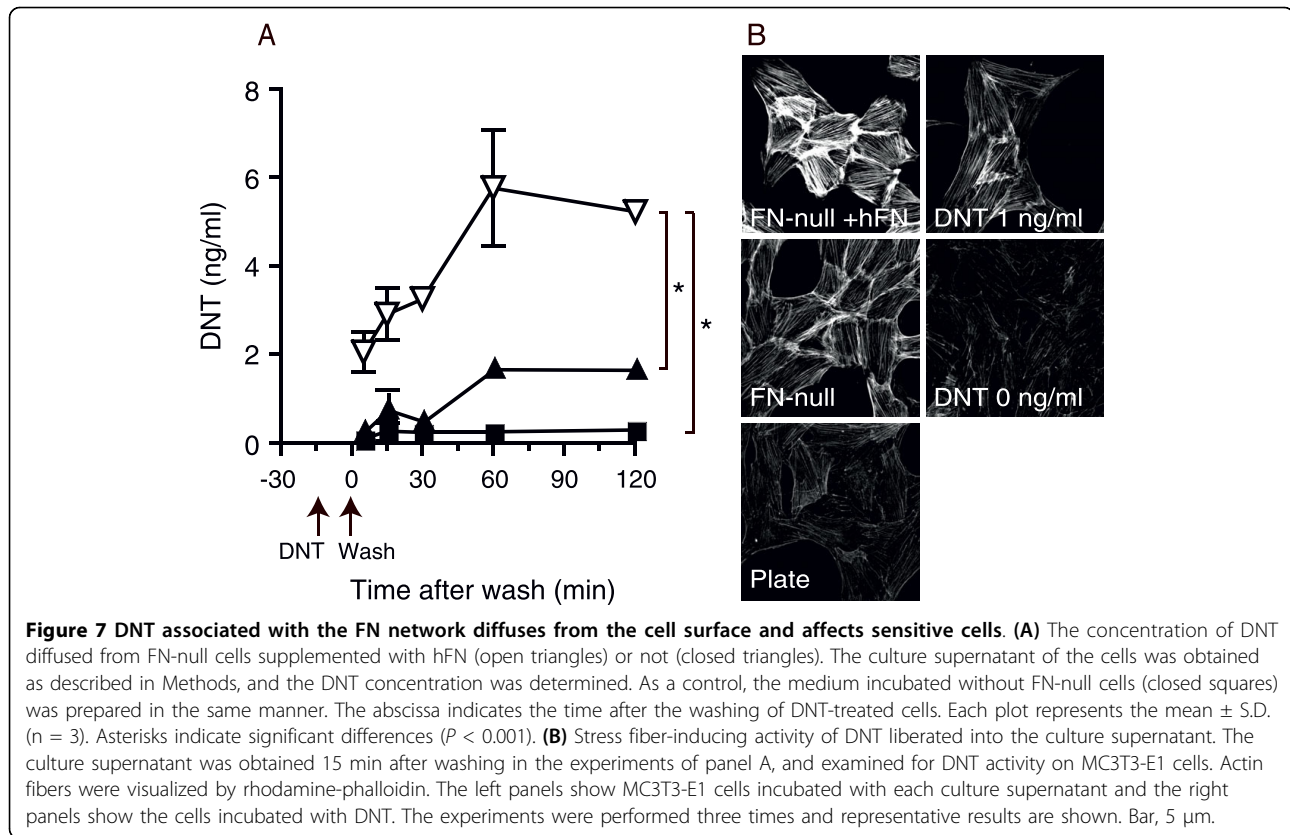 A
B
8
6
4
2
0
DNT (ng/ml)
-30 0 30 60 90 120
DNT Wash
Time after wash (min)
*
*
FN-null +hFN
DNT 1 ng/ml
FN-null
DNT 0 ng/ml
Plate
Figure 7 DNT associated with the FN network diffuses from the cell surface and affects sensitive cells. (A) The concentration of DNT
diffused from FN-null cells supplemented with hFN (open triangles) or not (closed triangles). The culture supernatant of the cells was obtained
as described in Methods, and the DNT concentration was determined. As a control, the medium incubated without FN-null cells (closed squares)
was prepared in the same manner. The abscissa indicates the time after the washing of DNT-treated cells. Each plot represents the mean ± S.D.
(n = 3). Asterisks indicate significant differences (P < 0.001). (B) Stress fiber-inducing activity of DNT liberated into the culture supernatant. The
culture supernatant was obtained 15 min after washing in the experiments of panel A, and examined for DNT activity on MC3T3-E1 cells. Actin
fibers were visualized by rhodamine-phalloidin. The left panels show MC3T3-E1 cells incubated with each culture supernatant and the right
panels show the cells incubated with DNT. The experiments were performed three times and representative results are shown. Bar, 5 μm.